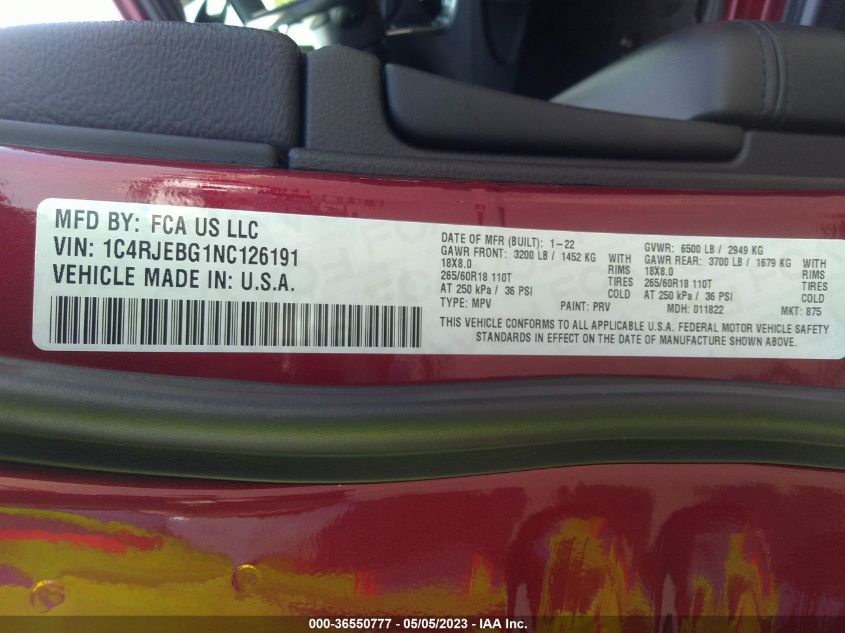 MFD BY: FCA US LLC
VIN: 1C4RJEBG1NC126191
VEHICLE MADE IN: U.S.A.
DATE OF MFR (BUILT): 1-22 GVWR: 6500 LB / 2949 KG
GAWR FRONT: 3200 LB / 1452 KG WITH GAWR REAR: 3700 LB / 1679 KG WITH
18X8.0 RIMS 18X8.0 RIMS
265/60R18 110T TIRES 265/60R18 110T TIRES
AT 250 kPa / 36 PSI COLD AT 250 kPa / 36 PSI COLD
TYPE: MPV PAINT: PRV MDH: 011822 MKT: 875
THIS VEHICLE CONFORMS TO ALL APPLICABLE U.S.A. FEDERAL MOTOR VEHICLE SAFETY
STANDARDS IN EFFECT ON THE DATE OF MANUFACTURE SHOWN ABOVE.
000-36550777 - 05/05/2023 - IAA Inc.